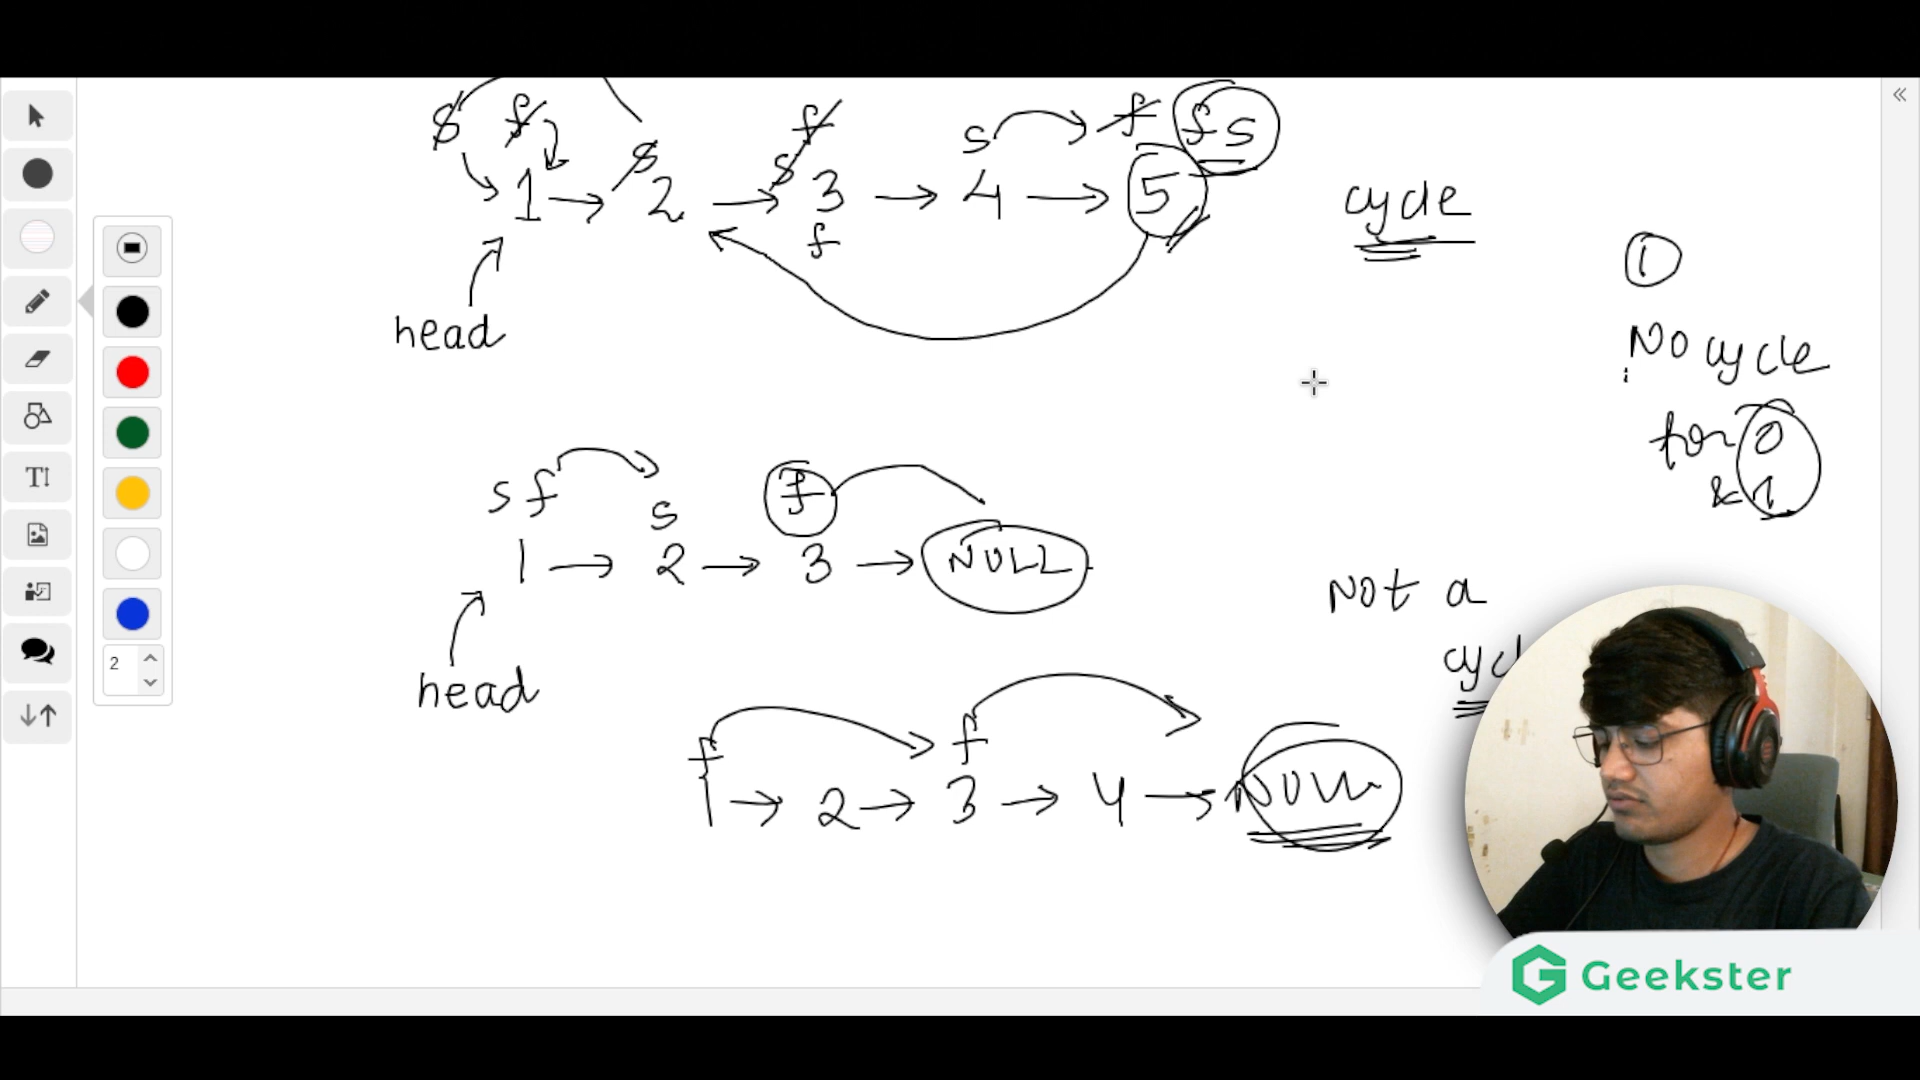 s f f s f f s
s
1 → 2 → 3 → 4 → 5
f
cycle
head
1
No cycle
for 0
& 1
s f s f
1 → 2 → 3 → NULL
head
Not a
f f
1 → 2 → 3 → 4 → NULL
T
2
Geekster